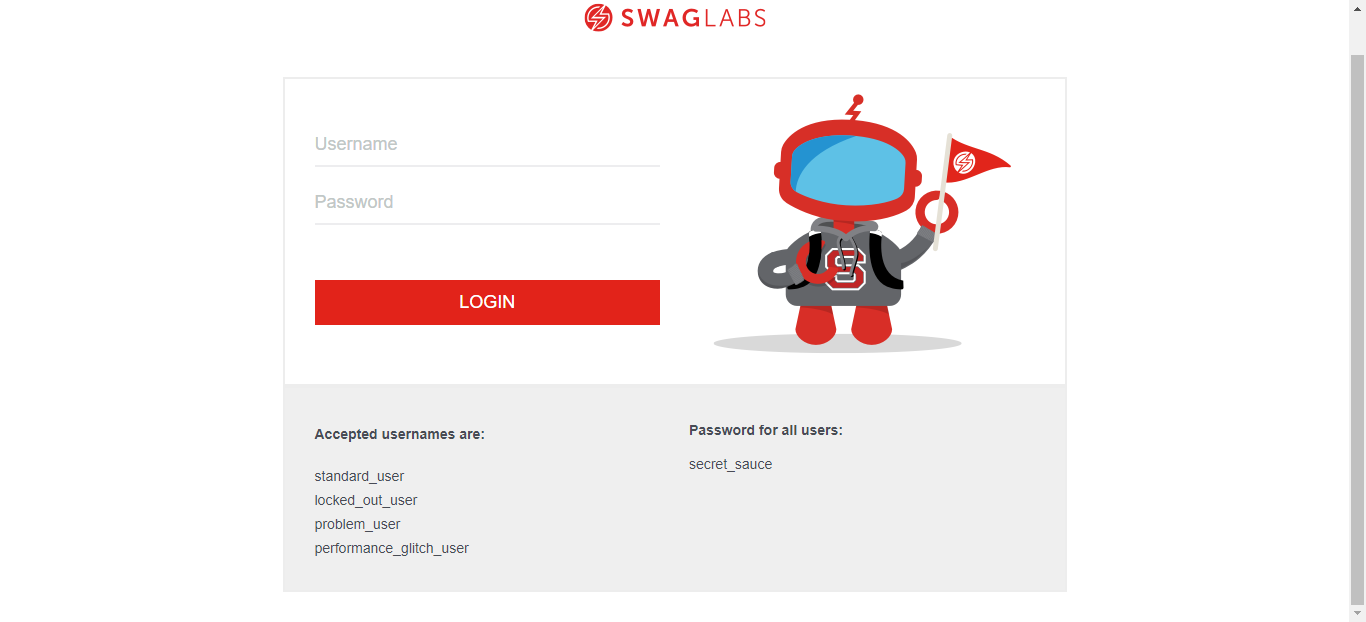 SWAGLABS
Username
Password
LOGIN
Accepted usernames are:
standard_user
locked_out_user
problem_user
performance_glitch_user
Password for all users:
secret_sauce
S